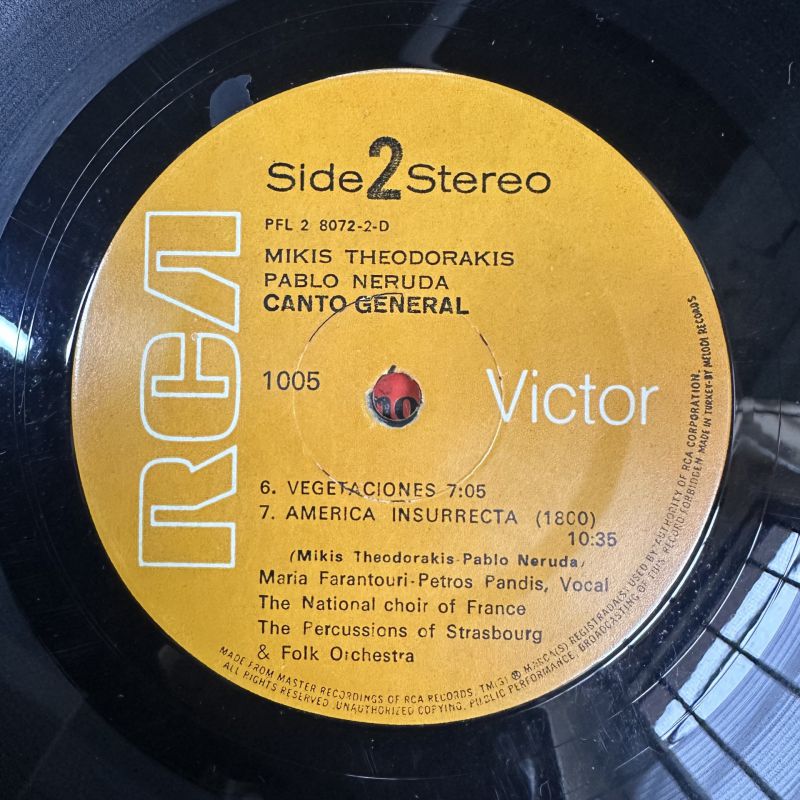 Side 2 Stereo
PFL 2 8072-2-D
MIKIS THEODORAKIS
PABLO NERUDA
CANTO GENERAL
RCA
1005
Victor
6. VEGETACIONES 7:05
7. AMERICA INSURRECTA (1800)
10:35
(Mikis Theodorakis-Pablo Neruda)
Maria Farantouri-Petros Pandis, Vocal
The National choir of France
The Percussions of Strasbourg
& Folk Orchestra
MADE FROM MASTER RECORDINGS OF RCA RECORDS. TM(S) ® MARCA(S) REGISTRADA(S). USED BY AUTHORITY OF RCA CORPORATION.
ALL RIGHTS RESERVED. UNAUTHORIZED COPYING, PUBLIC PERFORMANCE, BROADCASTING OF THIS RECORD FORBIDDEN. MADE IN TURKEY-BY MELODI RECORDS